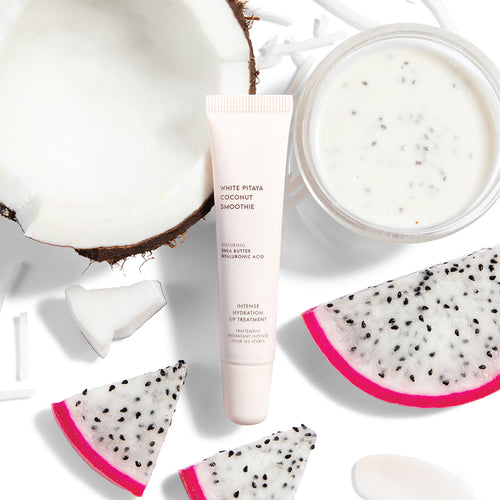 WHITE PITAYA
COCONUT
SMOOTHIE
FEATURING
SHEA BUTTER
HYALURONIC ACID
INTENSE
HYDRATION
LIP TREATMENT
TRAITEMENT
HYDRATANT INTENSE
POUR LES LÈVRES